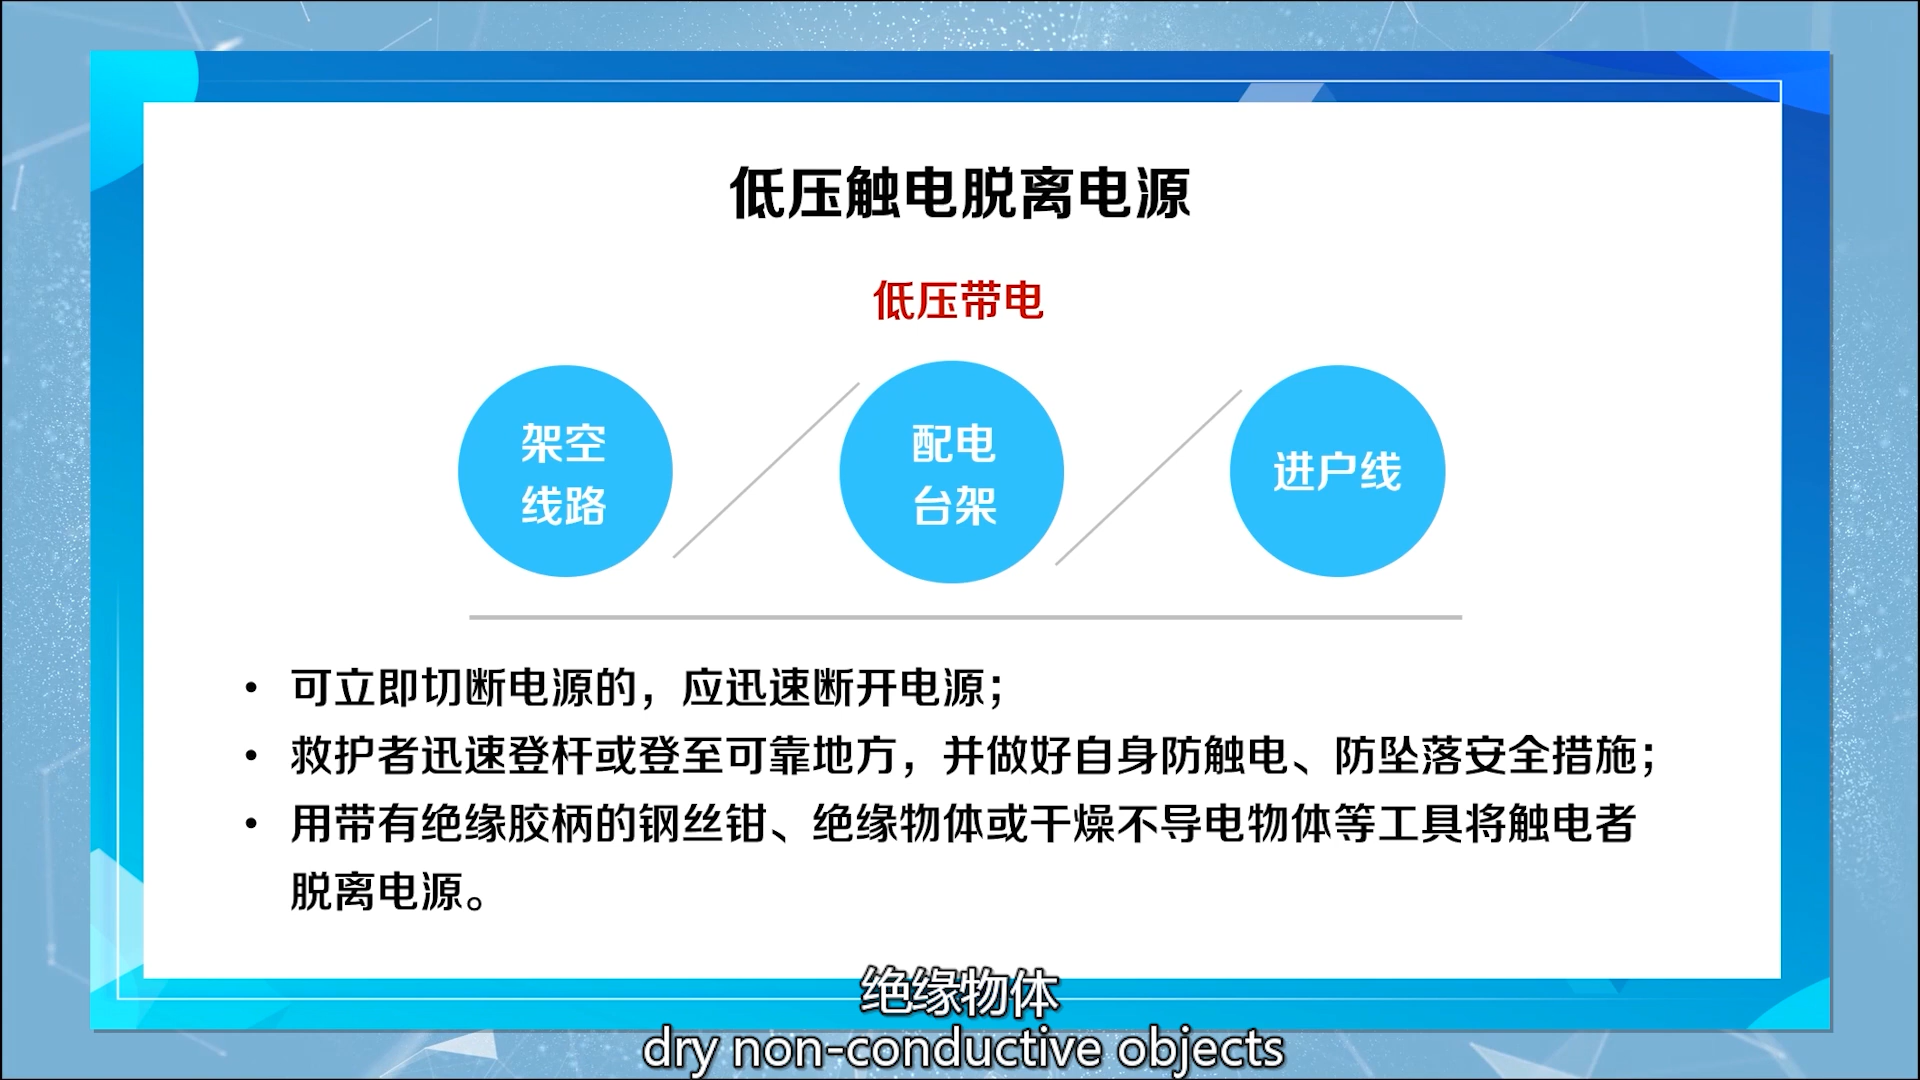 低压触电脱离电源
低压带电
架空
线路
配电
台架
进户线
• 可立即切断电源的，应迅速断开电源；
• 救护者迅速登杆或登至可靠地方，并做好自身防触电、防坠落安全措施；
• 用带有绝缘胶柄的钢丝钳、绝缘物体或干燥不导电物体等工具将触电者
脱离电源。
绝缘物体
dry non-conductive objects